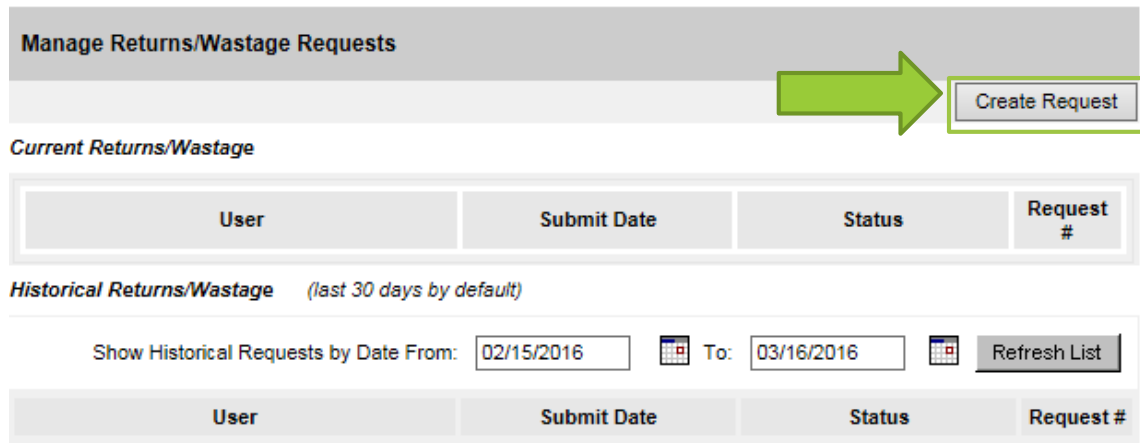 Manage Returns/Wastage Requests
Create Request
Current Returns/Wastage
User Submit Date Status Request #
Historical Returns/Wastage (last 30 days by default)
Show Historical Requests by Date From: 02/15/2016 To: 03/16/2016 Refresh List
User Submit Date Status Request #